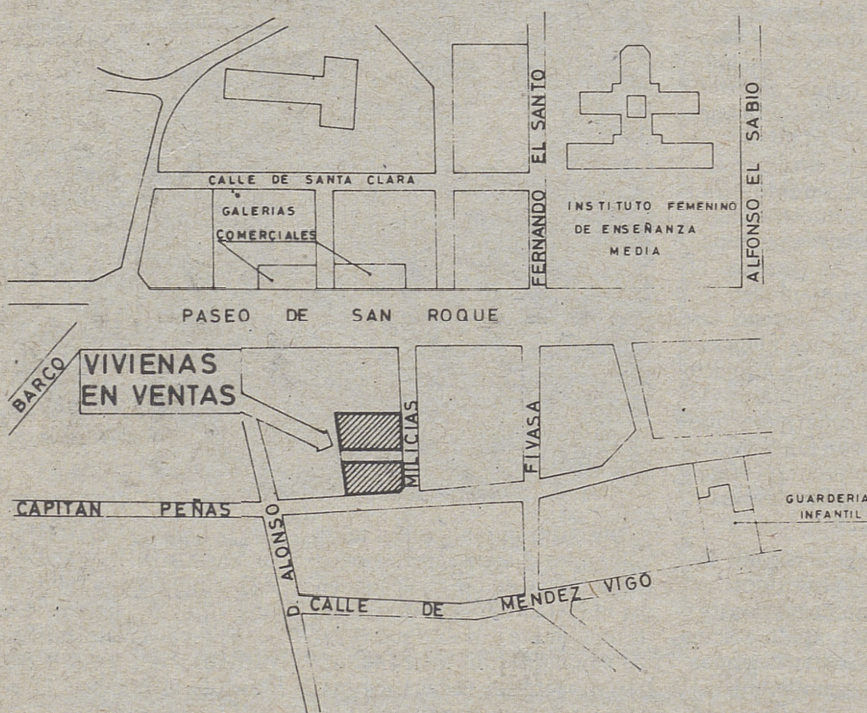 FERNANDO EL SANTO
ALFONSO EL SABIO
CALLE DE SANTA CLARA
GALERIAS
COMERCIALES
INSTITUTO FEMENINO
DE ENSEÑANZA
MEDIA
PASEO DE SAN ROQUE
BARCO
VIVIENAS
EN VENTAS
MILICIAS
FIVASA
CAPITAN PEÑAS
GUARDERIA
INFANTIL
D. ALONSO
CALLE DE MENDEZ VIGO